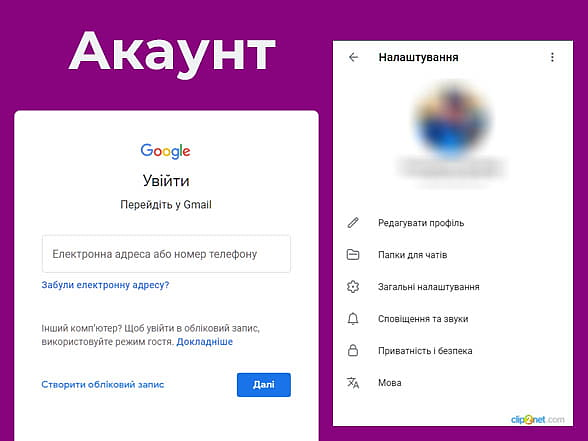 Акаунт
Google
Увійти
Перейдіть у Gmail
Електронна адреса або номер телефону
Забули електронну адресу?
Інший комп’ютер? Щоб увійти в обліковий запис,
використовуйте режим гостя. Докладніше
Створити обліковий запис
Далі
Налаштування
Редагувати профіль
Папки для чатів
Загальні налаштування
Сповіщення та звуки
Приватність і безпека
Мова
clip2net.com